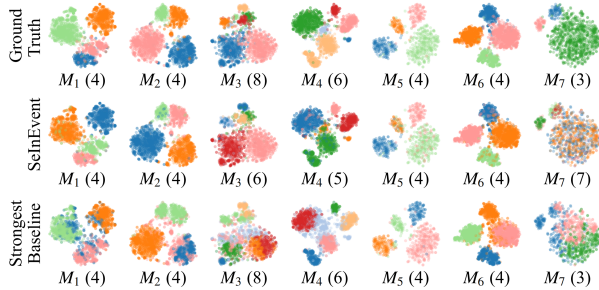 Ground Truth
M1 (4) M2 (4) M3 (8) M4 (6) M5 (4) M6 (4) M7 (3)
SeInEvent
M1 (4) M2 (4) M3 (6) M4 (5) M5 (4) M6 (4) M7 (7)
Strongest Baseline
M1 (4) M2 (4) M3 (8) M4 (6) M5 (4) M6 (4) M7 (3)